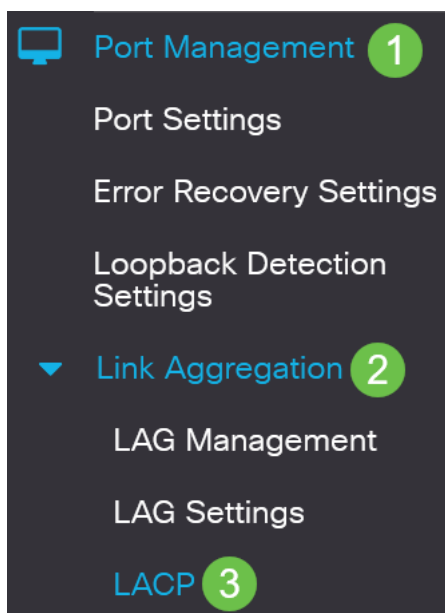 Port Management 1
Port Settings
Error Recovery Settings
Loopback Detection
Settings
Link Aggregation 2
LAG Management
LAG Settings
LACP 3